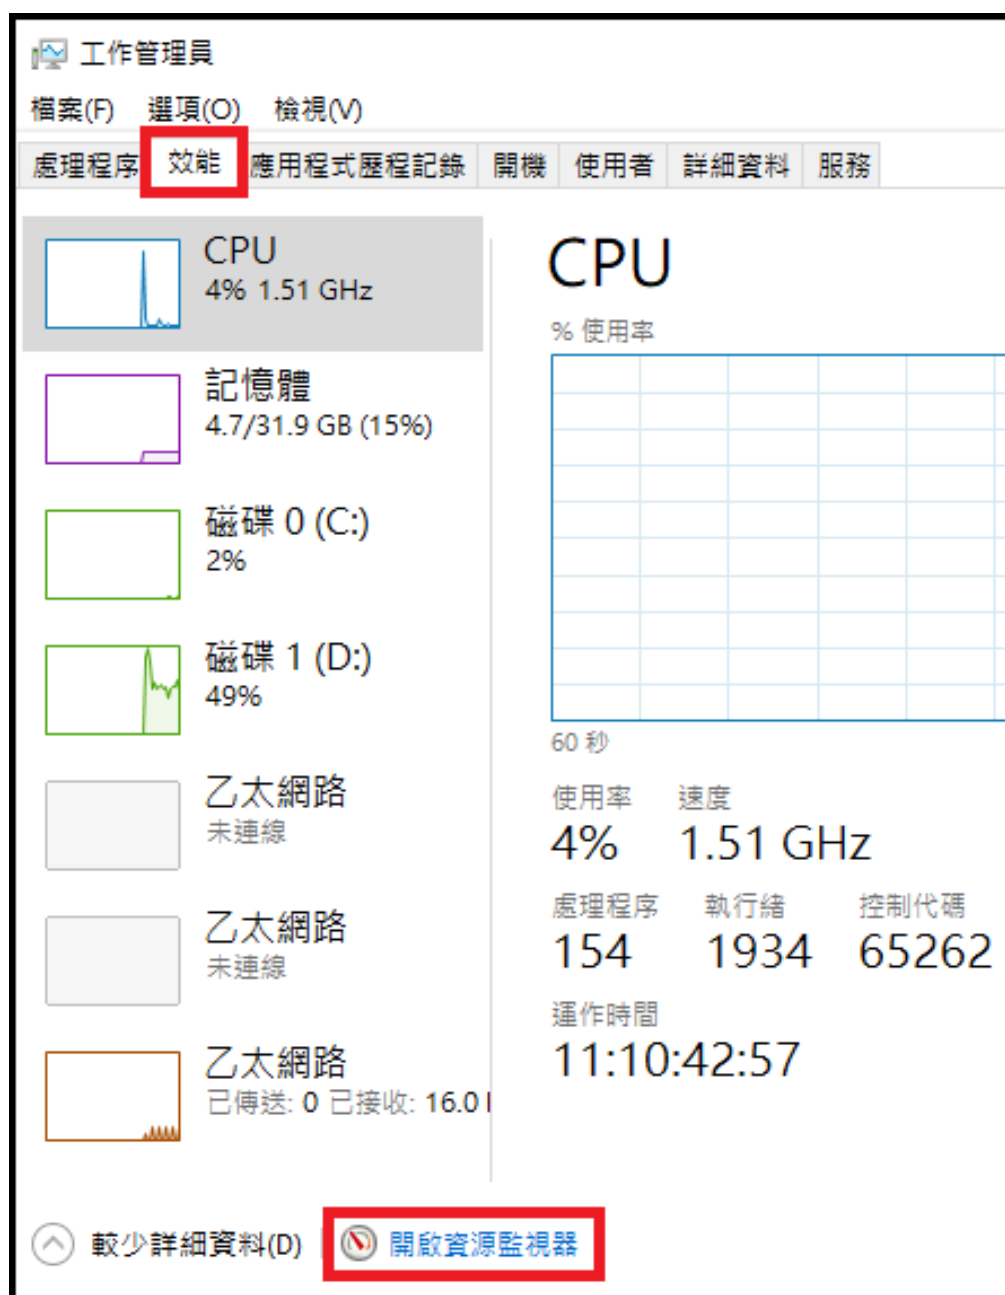 工作管理員
檔案(F) 選項(O) 檢視(V)
處理程序 效能 應用程式歷程記錄 開機 使用者 詳細資料 服務
CPU
4% 1.51 GHz
記憶體
4.7/31.9 GB (15%)
磁碟 0 (C:)
2%
磁碟 1 (D:)
49%
乙太網路
未連線
乙太網路
未連線
乙太網路
已傳送: 0 已接收: 16.0
CPU
% 使用率
60 秒
使用率 速度
4% 1.51 GHz
處理程序 執行緒 控制代碼
154 1934 65262
運作時間
11:10:42:57
較少詳細資料(D) 開啟資源監視器